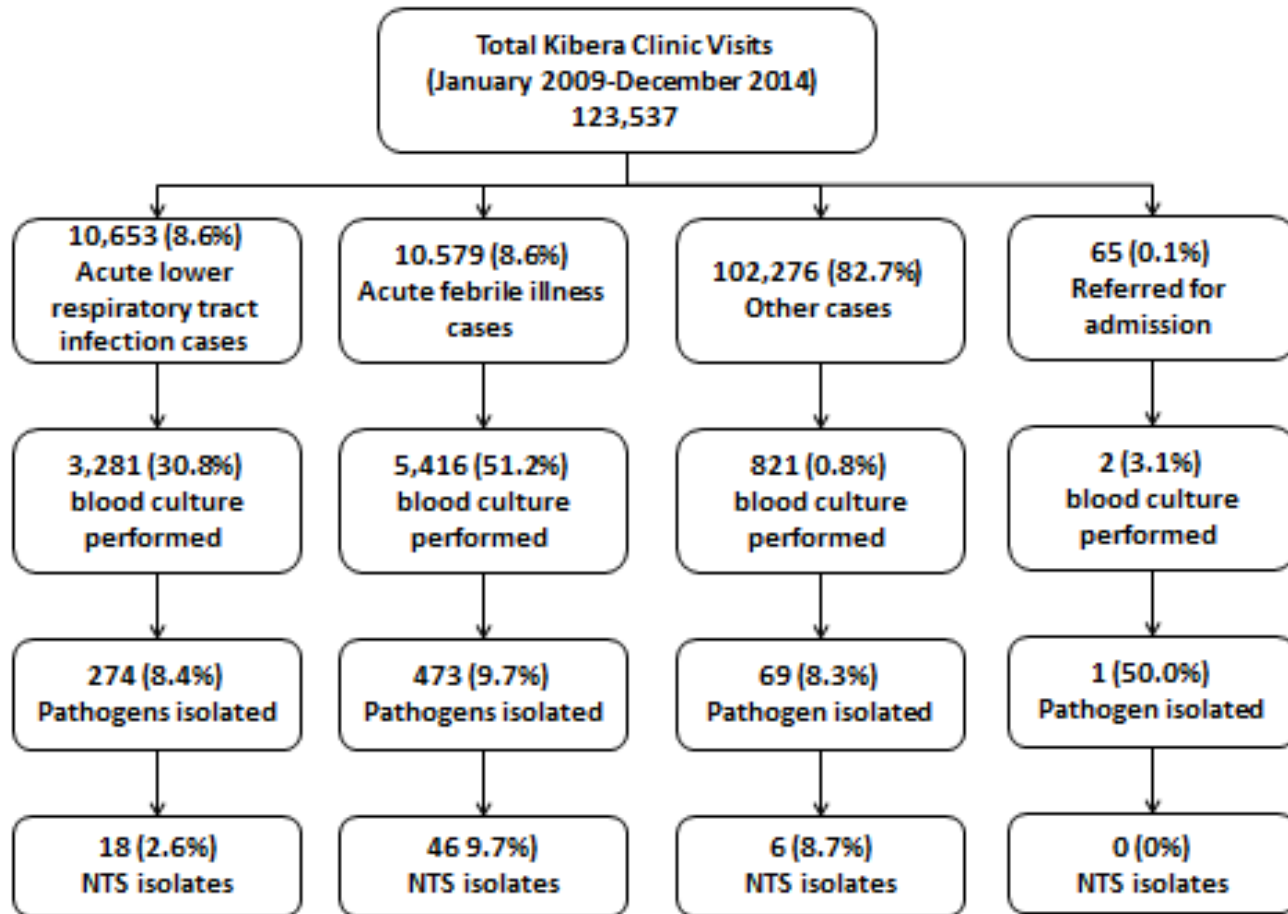 Total Kibera Clinic Visits
(January 2009-December 2014)
123,537
10,653 (8.6%)
Acute lower
respiratory tract
infection cases
10.579 (8.6%)
Acute febrile illness
cases
102,276 (82.7%)
Other cases
65 (0.1%)
Referred for
admission
3,281 (30.8%)
blood culture
performed
5,416 (51.2%)
blood culture
performed
821 (0.8%)
blood culture
performed
2 (3.1%)
blood culture
performed
274 (8.4%)
Pathogens isolated
473 (9.7%)
Pathogens isolated
69 (8.3%)
Pathogen isolated
1 (50.0%)
Pathogen isolated
18 (2.6%)
NTS isolates
46 9.7%)
NTS isolates
6 (8.7%)
NTS isolates
0 (0%)
NTS isolates